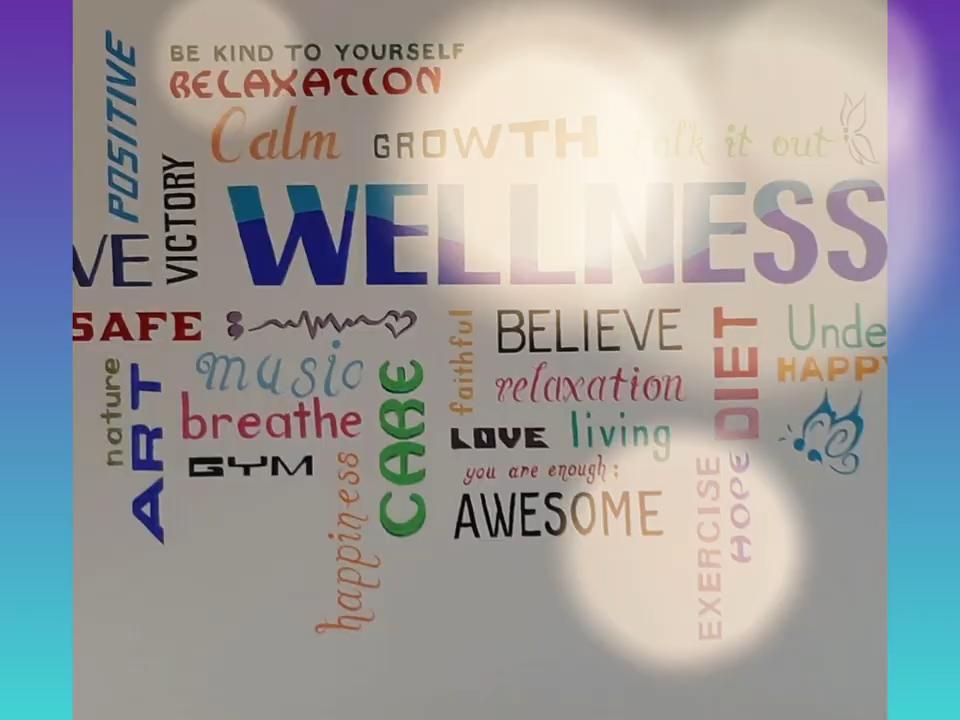 POSITIVE
BE KIND TO YOURSELF
RELAXATION
Calm
GROWTH
talk it out
VICTORY
VE
WELLNESS
SAFE
faithful
BELIEVE
DIET
Unde
HAPPY
nature
ART
music
breathe
GYM
CARE
relaxation
LOVE living
you are enough;
AWESOME
happiness
EXERCISE
HOPE